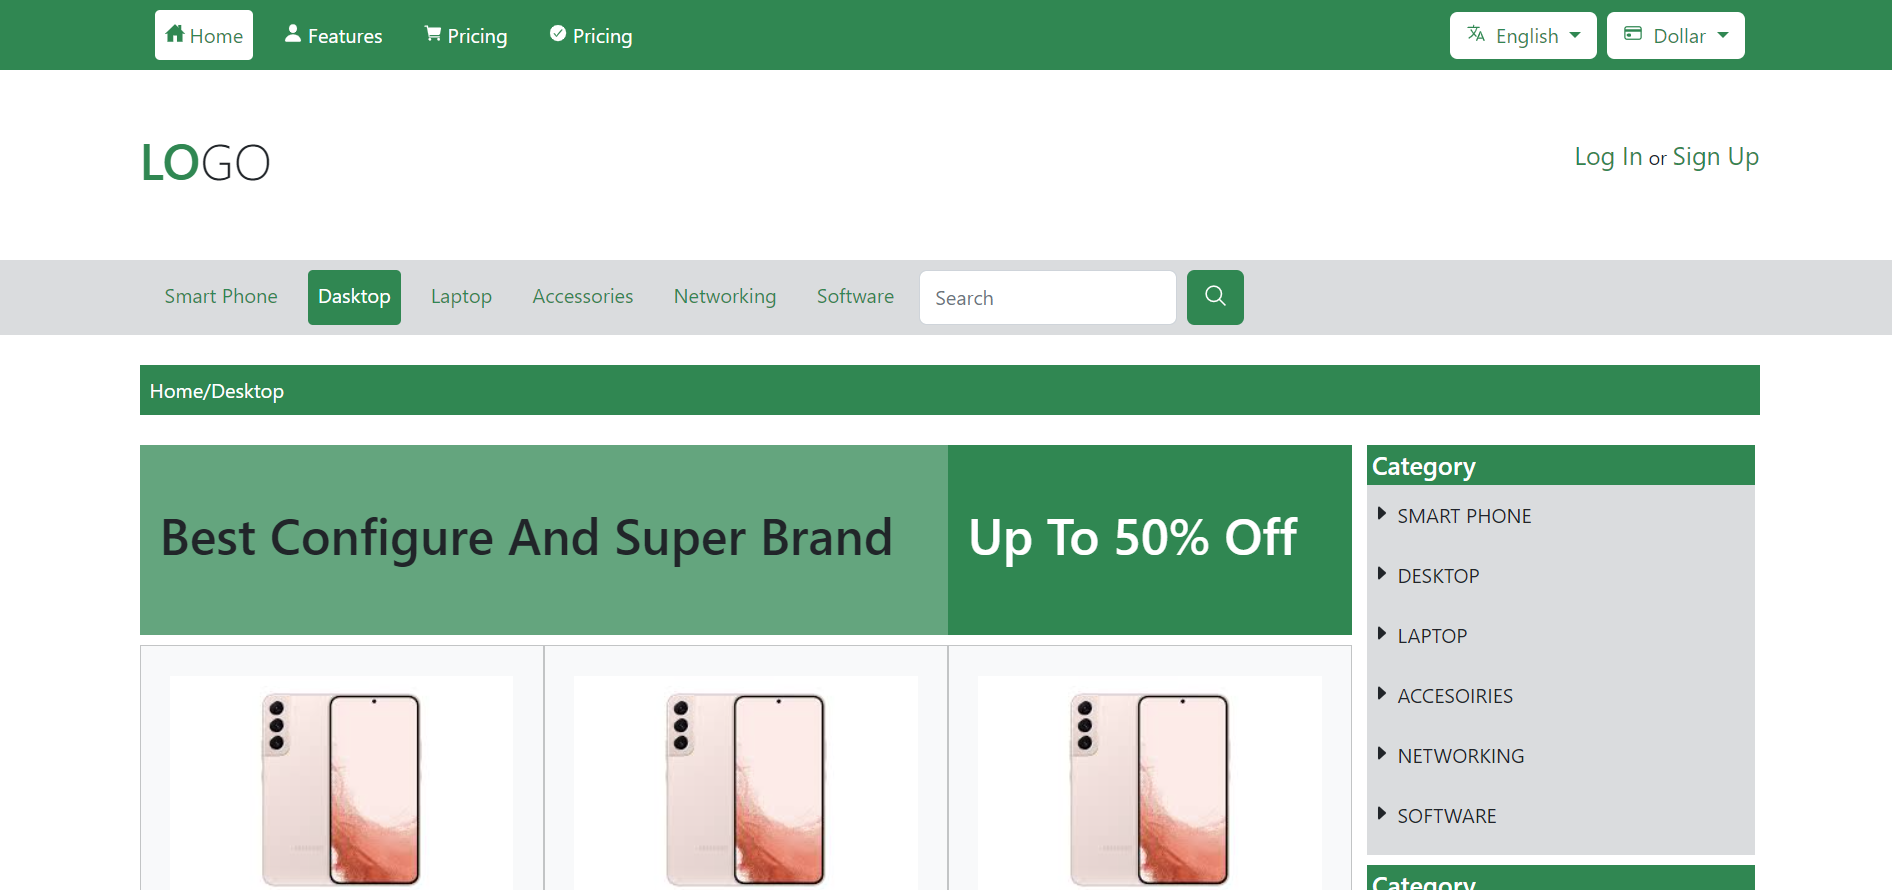 Home Features Pricing Pricing English Dollar
LOGO
Log In or Sign Up
Smart Phone Dasktop Laptop Accessories Networking Software Search
Home/Desktop
Best Configure And Super Brand
Up To 50% Off
Category
SMART PHONE
DESKTOP
LAPTOP
ACCESOIRIES
NETWORKING
SOFTWARE
Category